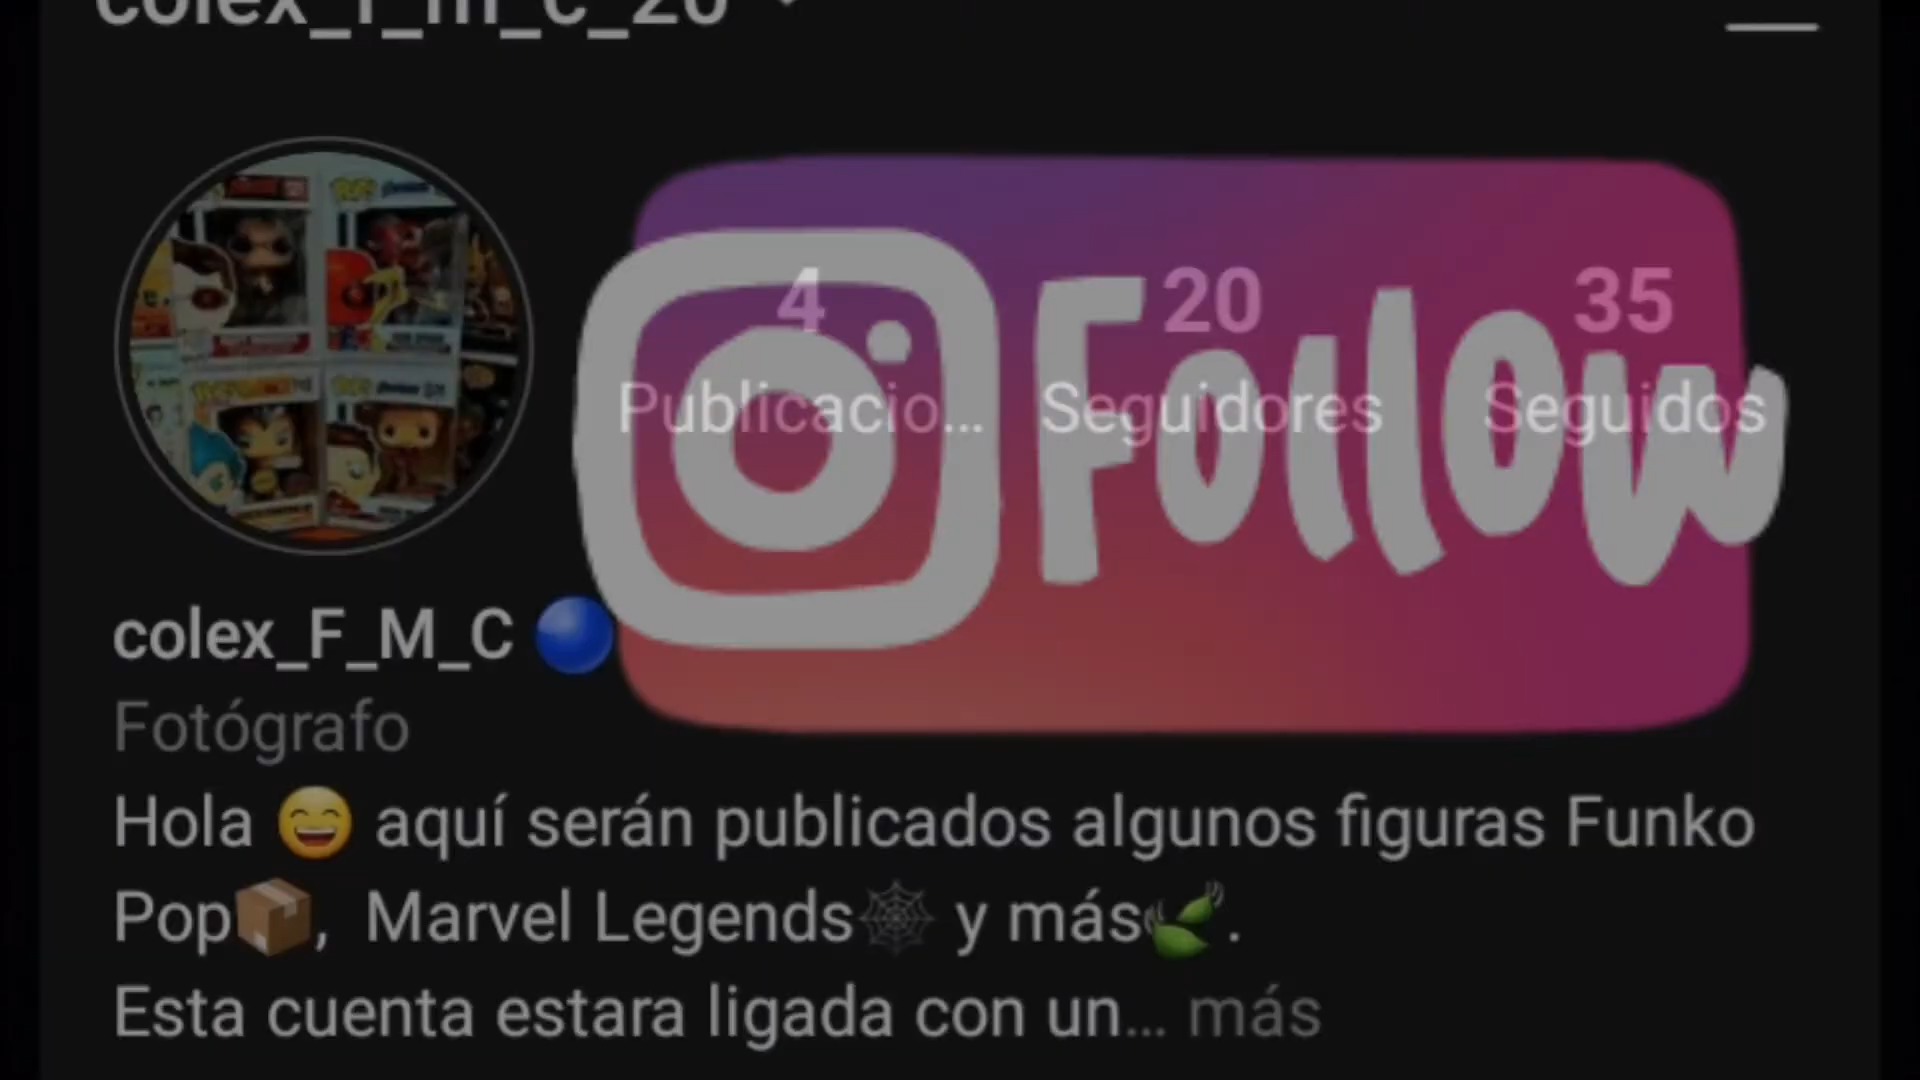 colex_f_m_c_20
4 20 35
Publicacio... Seguidores Seguidos
Follow
colex_F_M_C
Fotógrafo
Hola 😄 aquí serán publicados algunos figuras Funko
Pop📦, Marvel Legends🕸 y más🍃.
Esta cuenta estara ligada con un... más